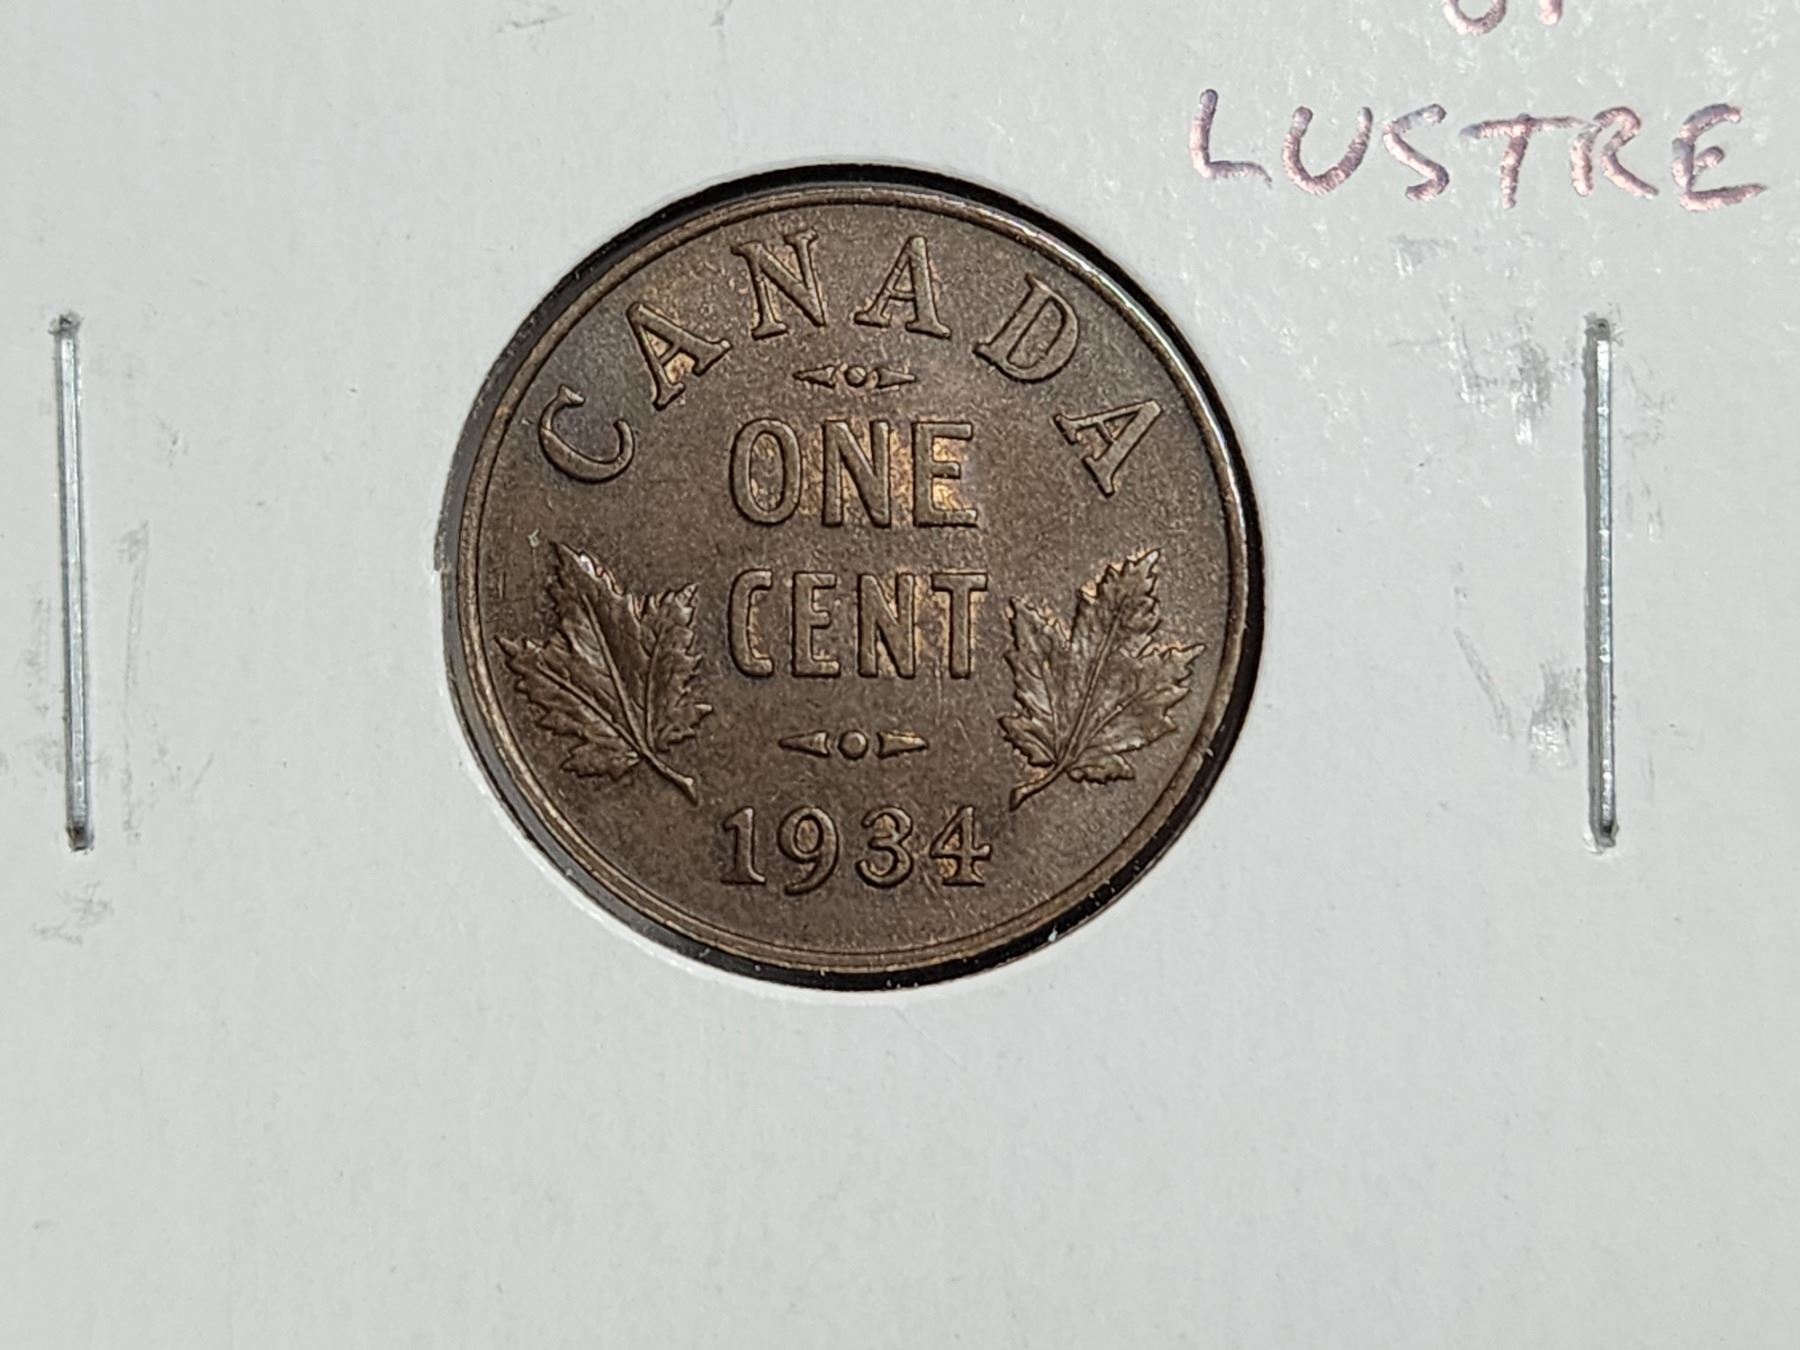 LUSTRE
CANADA
ONE
CENT
1934